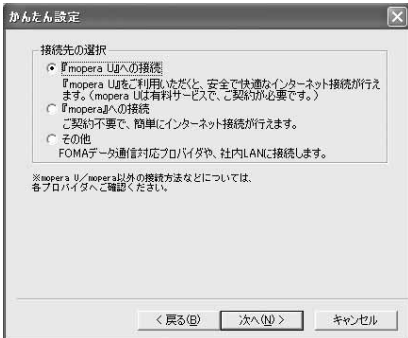 かんたん設定
接続先の選択
『mopera U』への接続
『mopera U』をご利用いただくと、安全で快適なインターネット接続が行え
ます。(mopera Uは有料サービスで、ご契約が必要です。)
『mopera』への接続
ご契約不要で、簡単にインターネット接続が行えます。
その他
FOMAデータ通信対応プロバイダや、社内LANに接続します。
※mopera U/mopera以外の接続方法などについては、
各プロバイダへご確認ください。
< 戻る(B)
次へ(N) >
キャンセル